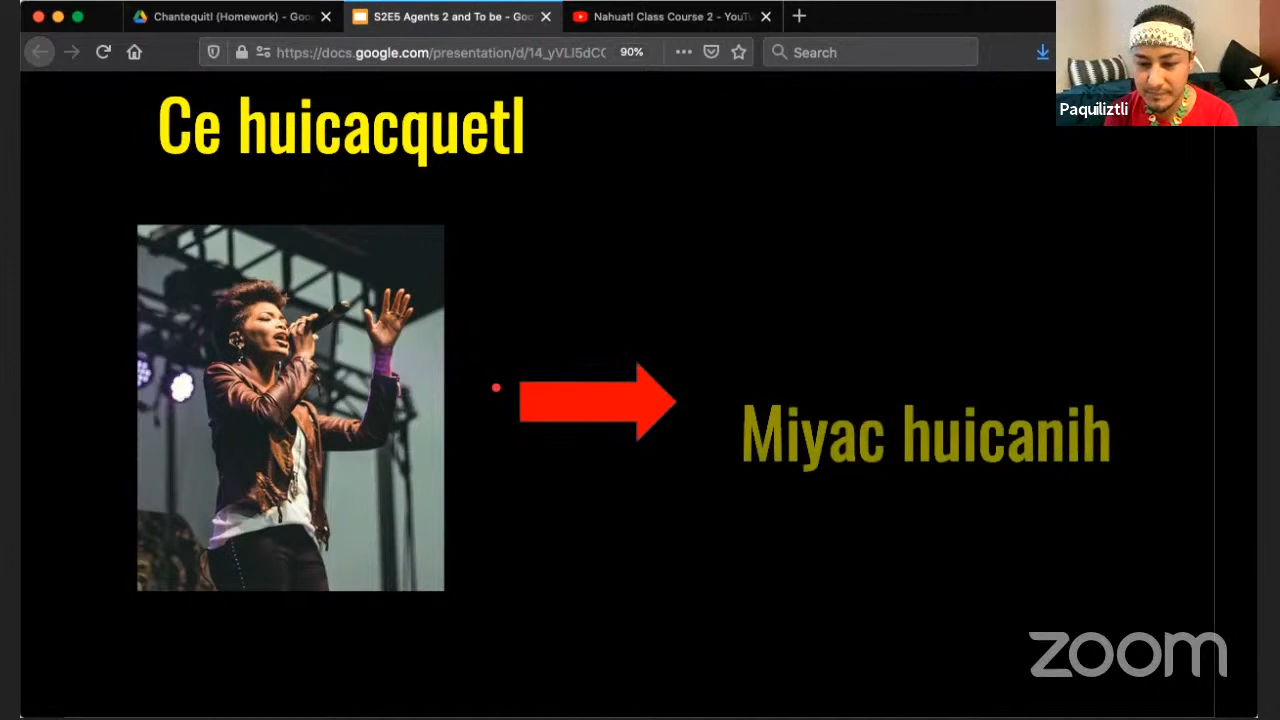 Chantequitl (Homework) - Goo
S2E5 Agents 2 and To be - Goo
Nahuatl Class Course 2 - YouTu
https://docs.google.com/presentation/d/14_yVLI5dC
90%
Search
Paquiliztli
Ce huicacquetl
Miyac huicanih
zoom